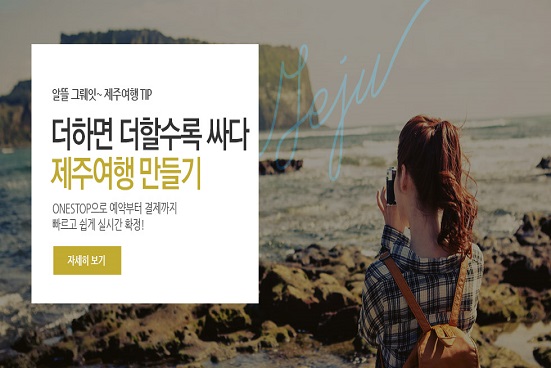 알뜰 그뤠잇~ 제주여행 TIP
더하면 더할수록 싸다
제주여행 만들기
ONESTOP으로 예약부터 결제까지
빠르고 쉽게 실시간 확정!
자세히 보기
Jeju